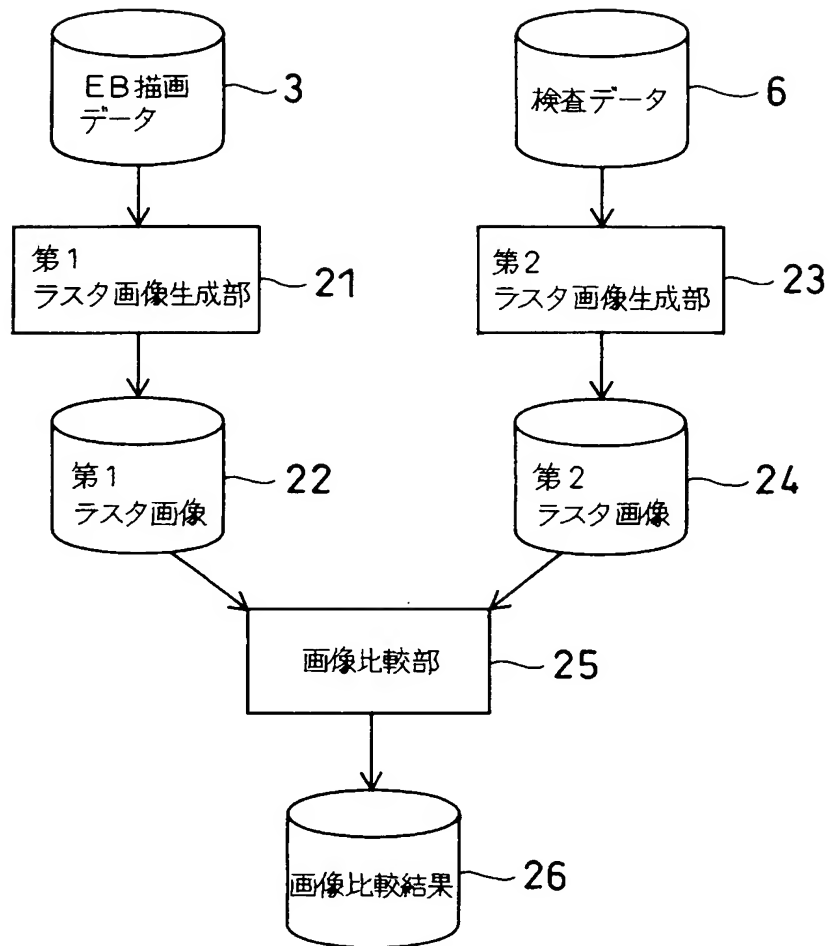 EB描画
データ
3
検査データ
6
第1
ラスタ画像生成部
21
第2
ラスタ画像生成部
23
第1
ラスタ画像
22
第2
ラスタ画像
24
画像比較部
25
画像比較結果
26